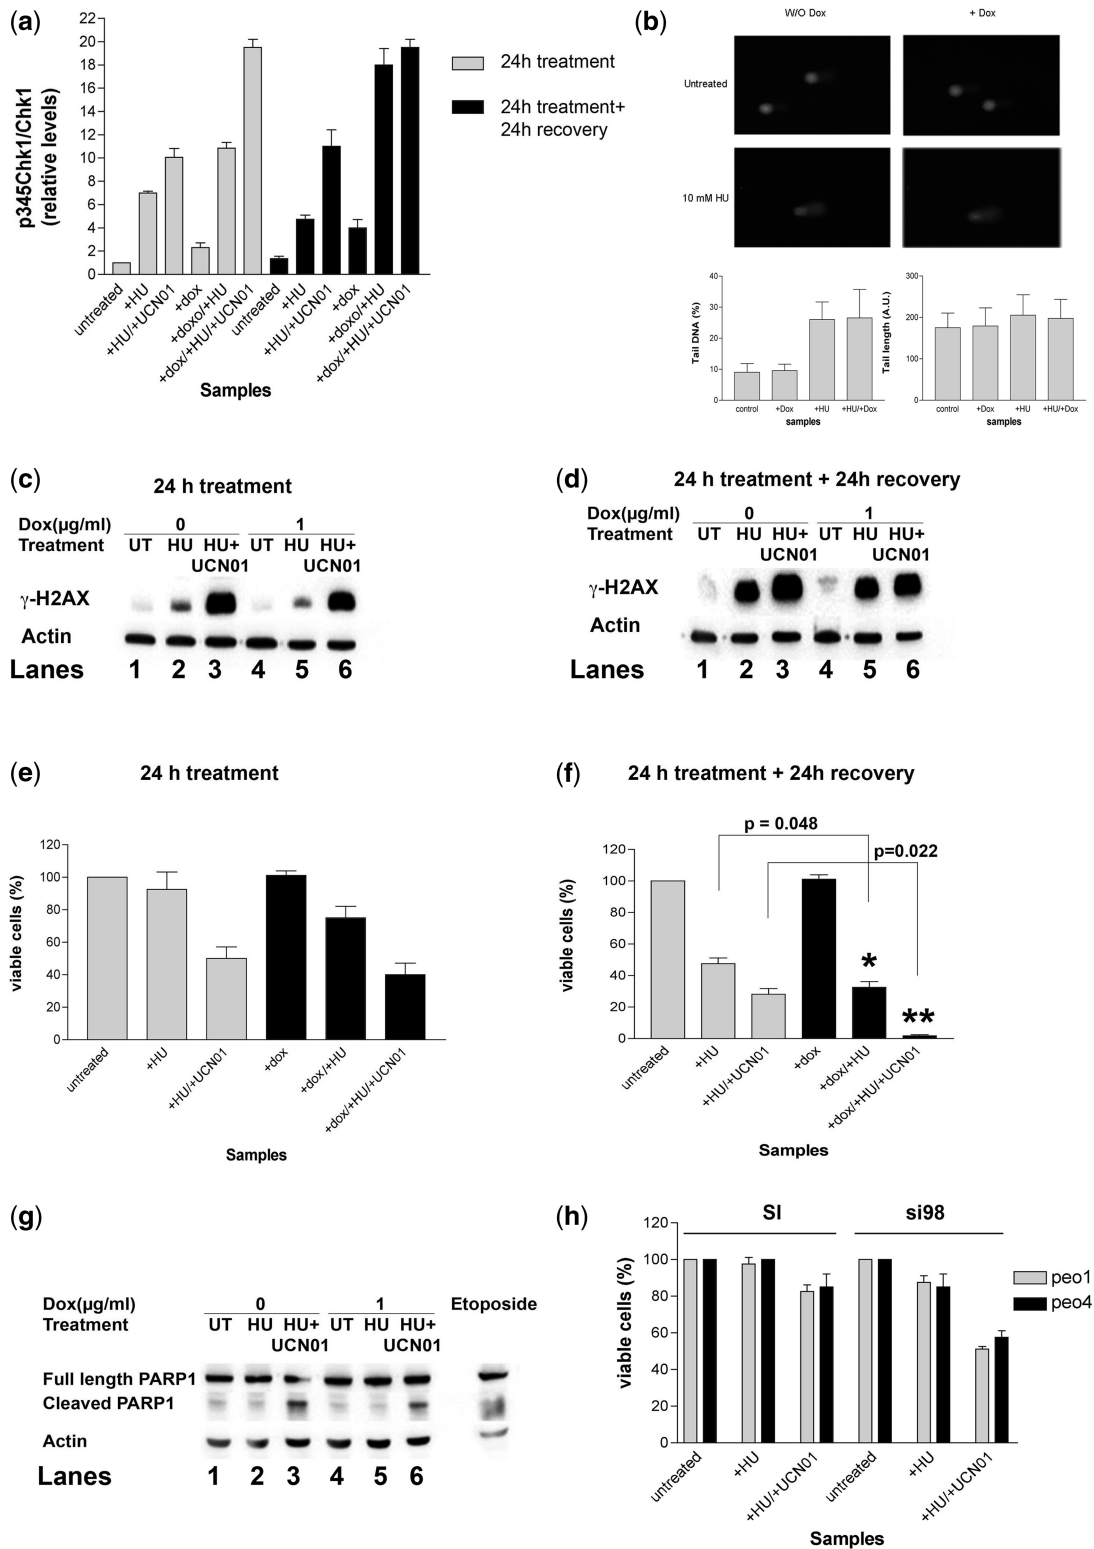 (a)
22
20
18
16
14
12
10
8
6
4
2
0
p345Chk1/Chk1
(relative levels)
24h treatment
24h treatment+
24h recovery
untreated
+HU
+HU/+UCN01
+dox
+doxo/+HU
+dox/+HU/+UCN01
untreated
+HU
+HU/+UCN01
+dox
+doxo/+HU
+dox/+HU/+UCN01
Samples
(b)
W/O Dox
+ Dox
Untreated
10 mM HU
40
30
20
10
0
Tail DNA (%)
control
+Dox
+HU
+HU/+Dox
samples
300
200
100
0
Tail length (A.U.)
control
+Dox
+HU
+HU/+Dox
samples
(c)
24 h treatment
Dox(µg/ml) 0 1
Treatment UT HU HU+ UT HU HU+
UCN01 UCN01
γ-H2AX
Actin
Lanes 1 2 3 4 5 6
(d)
24 h treatment + 24h recovery
Dox(µg/ml) 0 1
Treatment UT HU HU+ UT HU HU+
UCN01 UCN01
γ-H2AX
Actin
Lanes 1 2 3 4 5 6
(e)
24 h treatment
120
100
80
60
40
20
0
viable cells (%)
untreated
+HU
+HU/+UCN01
+dox
+dox/+HU
+dox/+HU/+UCN01
Samples
(f)
24 h treatment + 24h recovery
p = 0.048
p=0.022
120
100
80
60
40
20
0
viable cells (%)
*
**
untreated
+HU
+HU/+UCN01
+dox
+dox/+HU
+dox/+HU/+UCN01
Samples
(g)
Dox(µg/ml) 0 1 Etoposide
Treatment UT HU HU+ UT HU HU+
UCN01 UCN01
Full length PARP1
Cleaved PARP1
Actin
Lanes 1 2 3 4 5 6
(h)
SI si98
120
100
80
60
40
20
0
viable cells (%)
peo1
peo4
untreated
+HU
+HU/+UCN01
untreated
+HU
+HU/+UCN01
Samples